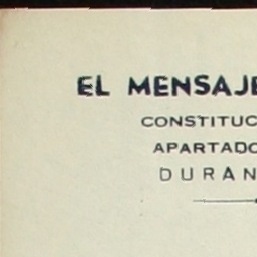 EL MENSAJE
CONSTITUC
APARTADO
DURAN